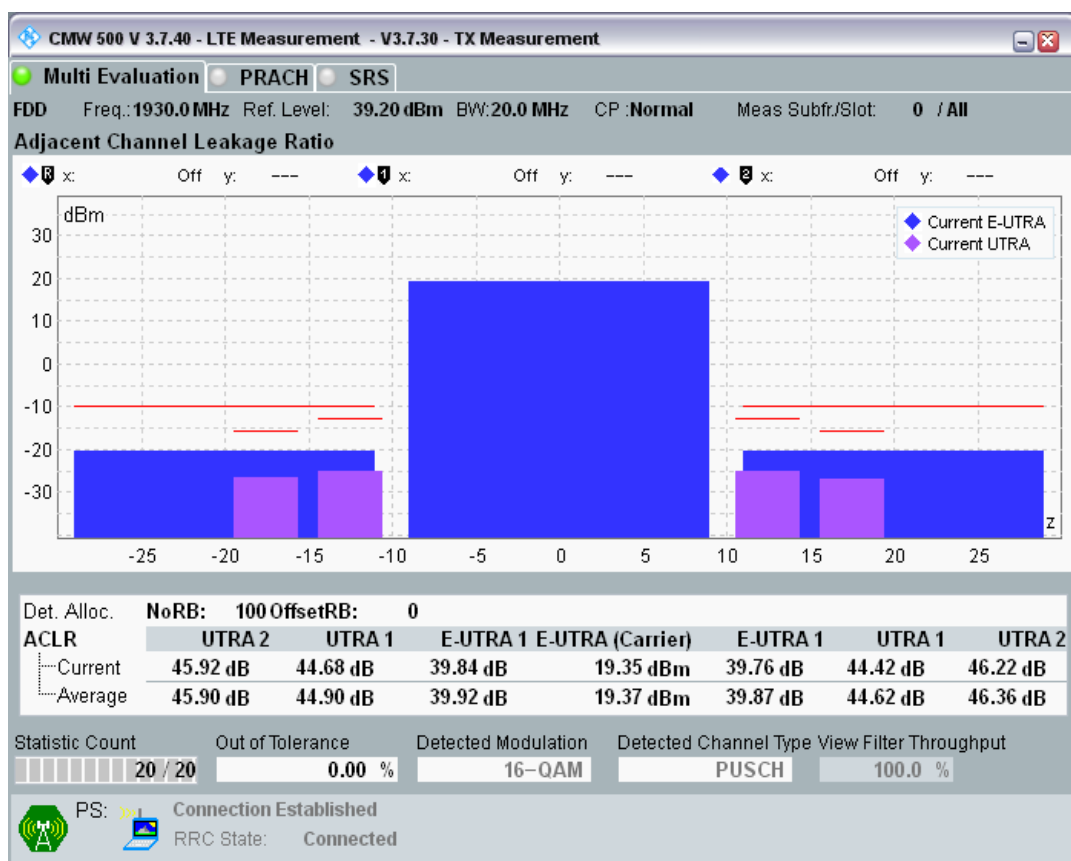 CMW 500 V 3.7.40 - LTE Measurement - V3.7.30 - TX Measurement
Multi Evaluation PRACH SRS
FDD Freq.: 1930.0 MHz Ref. Level: 39.20 dBm BW: 20.0 MHz CP : Normal Meas Subfr./Slot: 0 / All
Adjacent Channel Leakage Ratio
R x: Off y: --- 1 x: Off y: --- 2 x: Off y: ---
dBm
Current E-UTRA
Current UTRA
30
20
10
0
-10
-20
-30
z
-25 -20 -15 -10 -5 0 5 10 15 20 25
Det. Alloc. NoRB: 100 OffsetRB: 0
ACLR UTRA 2 UTRA 1 E-UTRA 1 E-UTRA (Carrier) E-UTRA 1 UTRA 1 UTRA 2
Current 45.92 dB 44.68 dB 39.84 dB 19.35 dBm 39.76 dB 44.42 dB 46.22 dB
Average 45.90 dB 44.90 dB 39.92 dB 19.37 dBm 39.87 dB 44.62 dB 46.36 dB
Statistic Count Out of Tolerance Detected Modulation Detected Channel Type View Filter Throughput
20 / 20 0.00 % 16-QAM PUSCH 100.0 %
PS: Connection Established
RRC State: Connected